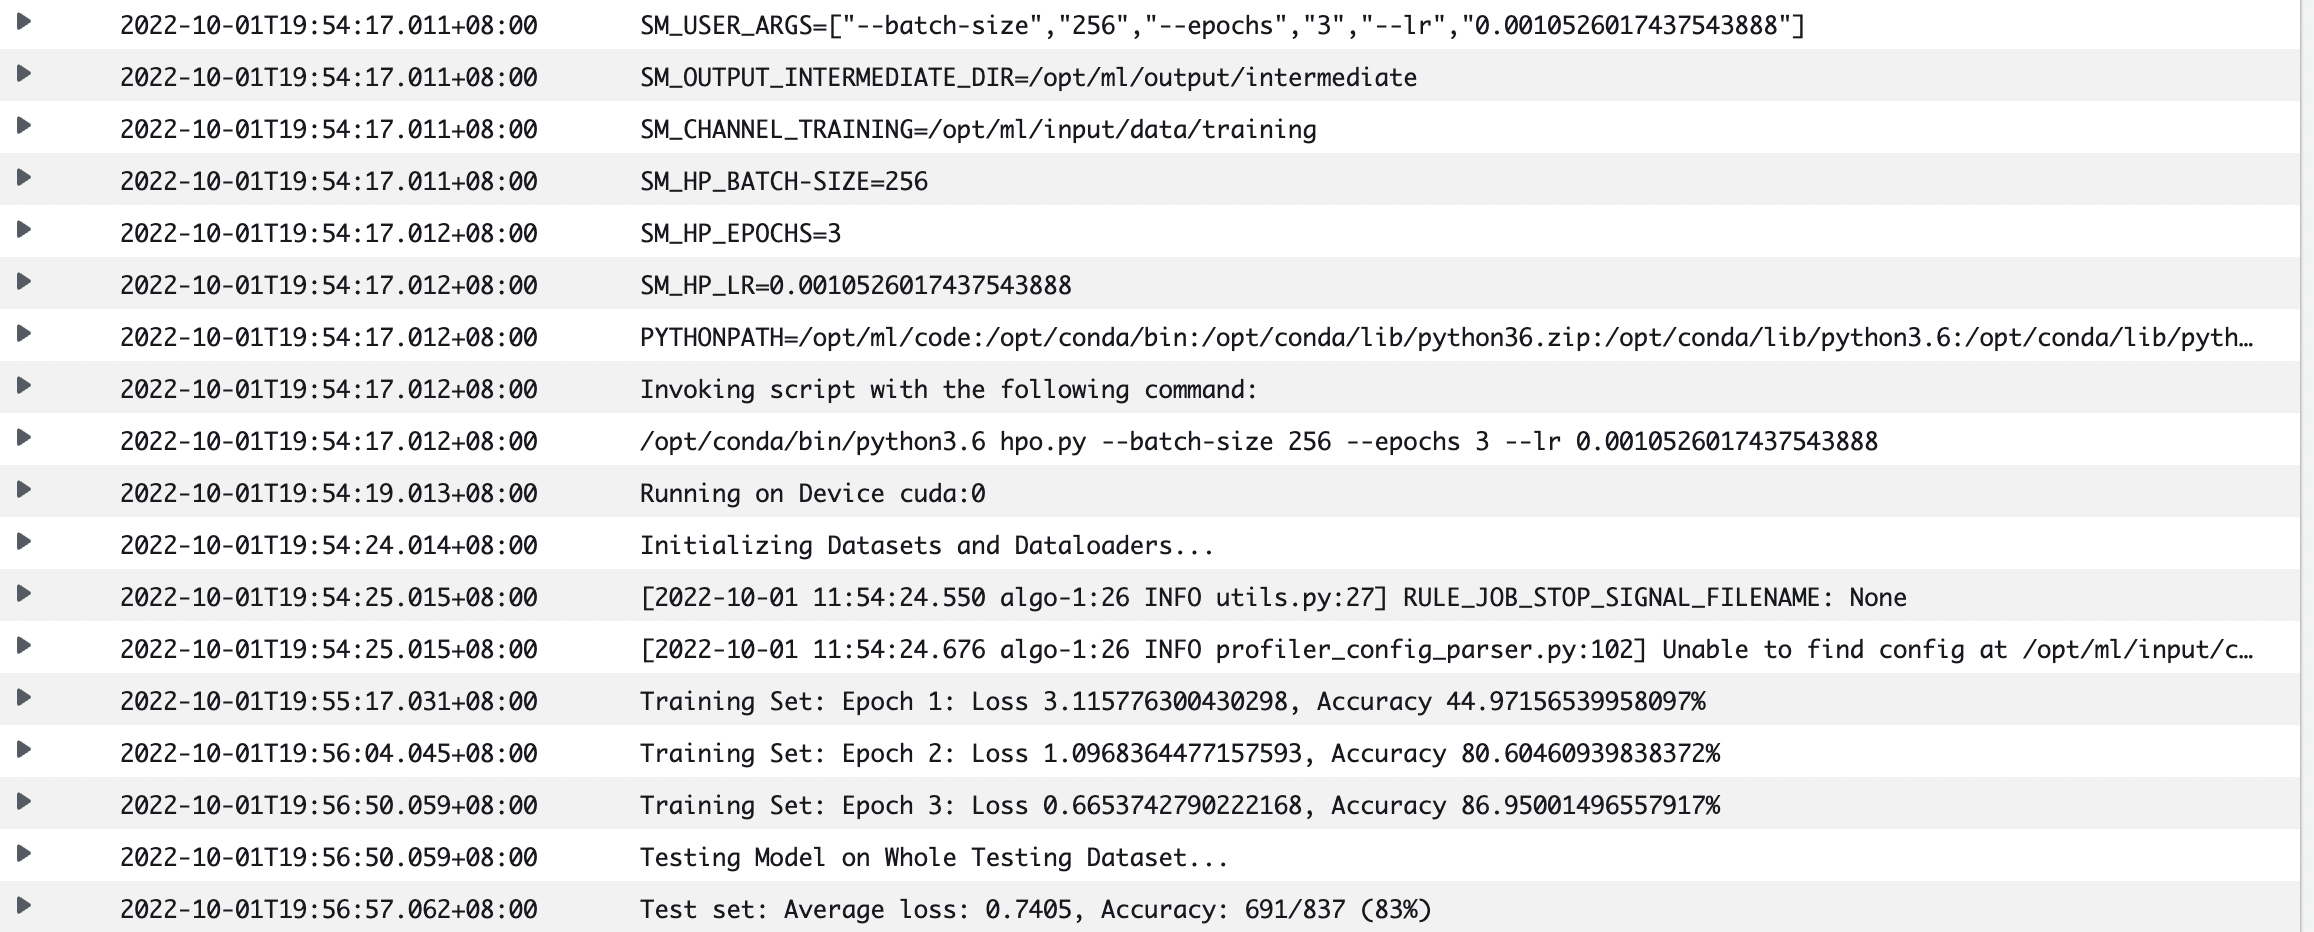 2022-10-01T19:54:17.011+08:00 SM_USER_ARGS=["--batch-size","256","--epochs","3","--lr","0.0010526017437543888"]
2022-10-01T19:54:17.011+08:00 SM_OUTPUT_INTERMEDIATE_DIR=/opt/ml/output/intermediate
2022-10-01T19:54:17.011+08:00 SM_CHANNEL_TRAINING=/opt/ml/input/data/training
2022-10-01T19:54:17.011+08:00 SM_HP_BATCH-SIZE=256
2022-10-01T19:54:17.012+08:00 SM_HP_EPOCHS=3
2022-10-01T19:54:17.012+08:00 SM_HP_LR=0.0010526017437543888
2022-10-01T19:54:17.012+08:00 PYTHONPATH=/opt/ml/code:/opt/conda/bin:/opt/conda/lib/python36.zip:/opt/conda/lib/python3.6:/opt/conda/lib/pyth…
2022-10-01T19:54:17.012+08:00 Invoking script with the following command:
2022-10-01T19:54:17.012+08:00 /opt/conda/bin/python3.6 hpo.py --batch-size 256 --epochs 3 --lr 0.0010526017437543888
2022-10-01T19:54:19.013+08:00 Running on Device cuda:0
2022-10-01T19:54:24.014+08:00 Initializing Datasets and Dataloaders...
2022-10-01T19:54:25.015+08:00 [2022-10-01 11:54:24.550 algo-1:26 INFO utils.py:27] RULE_JOB_STOP_SIGNAL_FILENAME: None
2022-10-01T19:54:25.015+08:00 [2022-10-01 11:54:24.676 algo-1:26 INFO profiler_config_parser.py:102] Unable to find config at /opt/ml/input/c…
2022-10-01T19:55:17.031+08:00 Training Set: Epoch 1: Loss 3.115776300430298, Accuracy 44.97156539958097%
2022-10-01T19:56:04.045+08:00 Training Set: Epoch 2: Loss 1.0968364477157593, Accuracy 80.60460939838372%
2022-10-01T19:56:50.059+08:00 Training Set: Epoch 3: Loss 0.6653742790222168, Accuracy 86.95001496557917%
2022-10-01T19:56:50.059+08:00 Testing Model on Whole Testing Dataset...
2022-10-01T19:56:57.062+08:00 Test set: Average loss: 0.7405, Accuracy: 691/837 (83%)